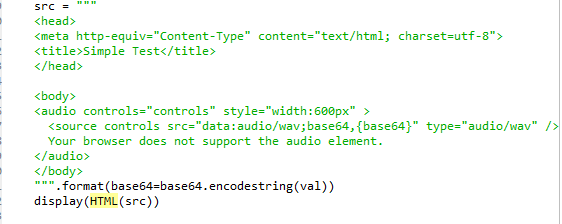 src = """
<head>
<meta http-equiv="Content-Type" content="text/html; charset=utf-8">
<title>Simple Test</title>
</head>

<body>
<audio controls="controls" style="width:600px" >
  <source controls src="data:audio/wav;base64,{base64}" type="audio/wav" />
  Your browser does not support the audio element.
</audio>
</body>
""".format(base64=base64.encodestring(val))
display(HTML(src))